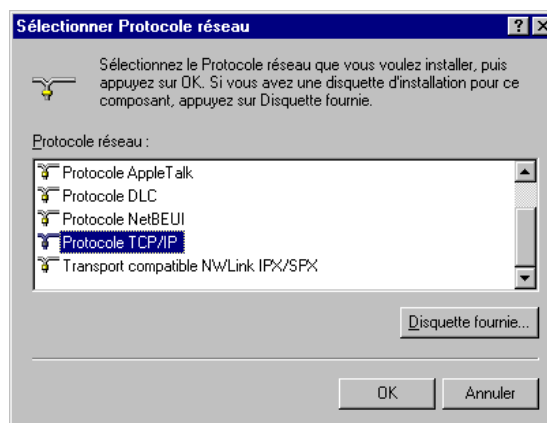 Sélectionner Protocole réseau
Sélectionnez le Protocole réseau que vous voulez installer, puis
appuyez sur OK. Si vous avez une disquette d'installation pour ce
composant, appuyez sur Disquette fournie.
Protocole réseau :
Protocole AppleTalk
Protocole DLC
Protocole NetBEUI
Protocole TCP/IP
Transport compatible NWLink IPX/SPX
Disquette fournie...
OK
Annuler